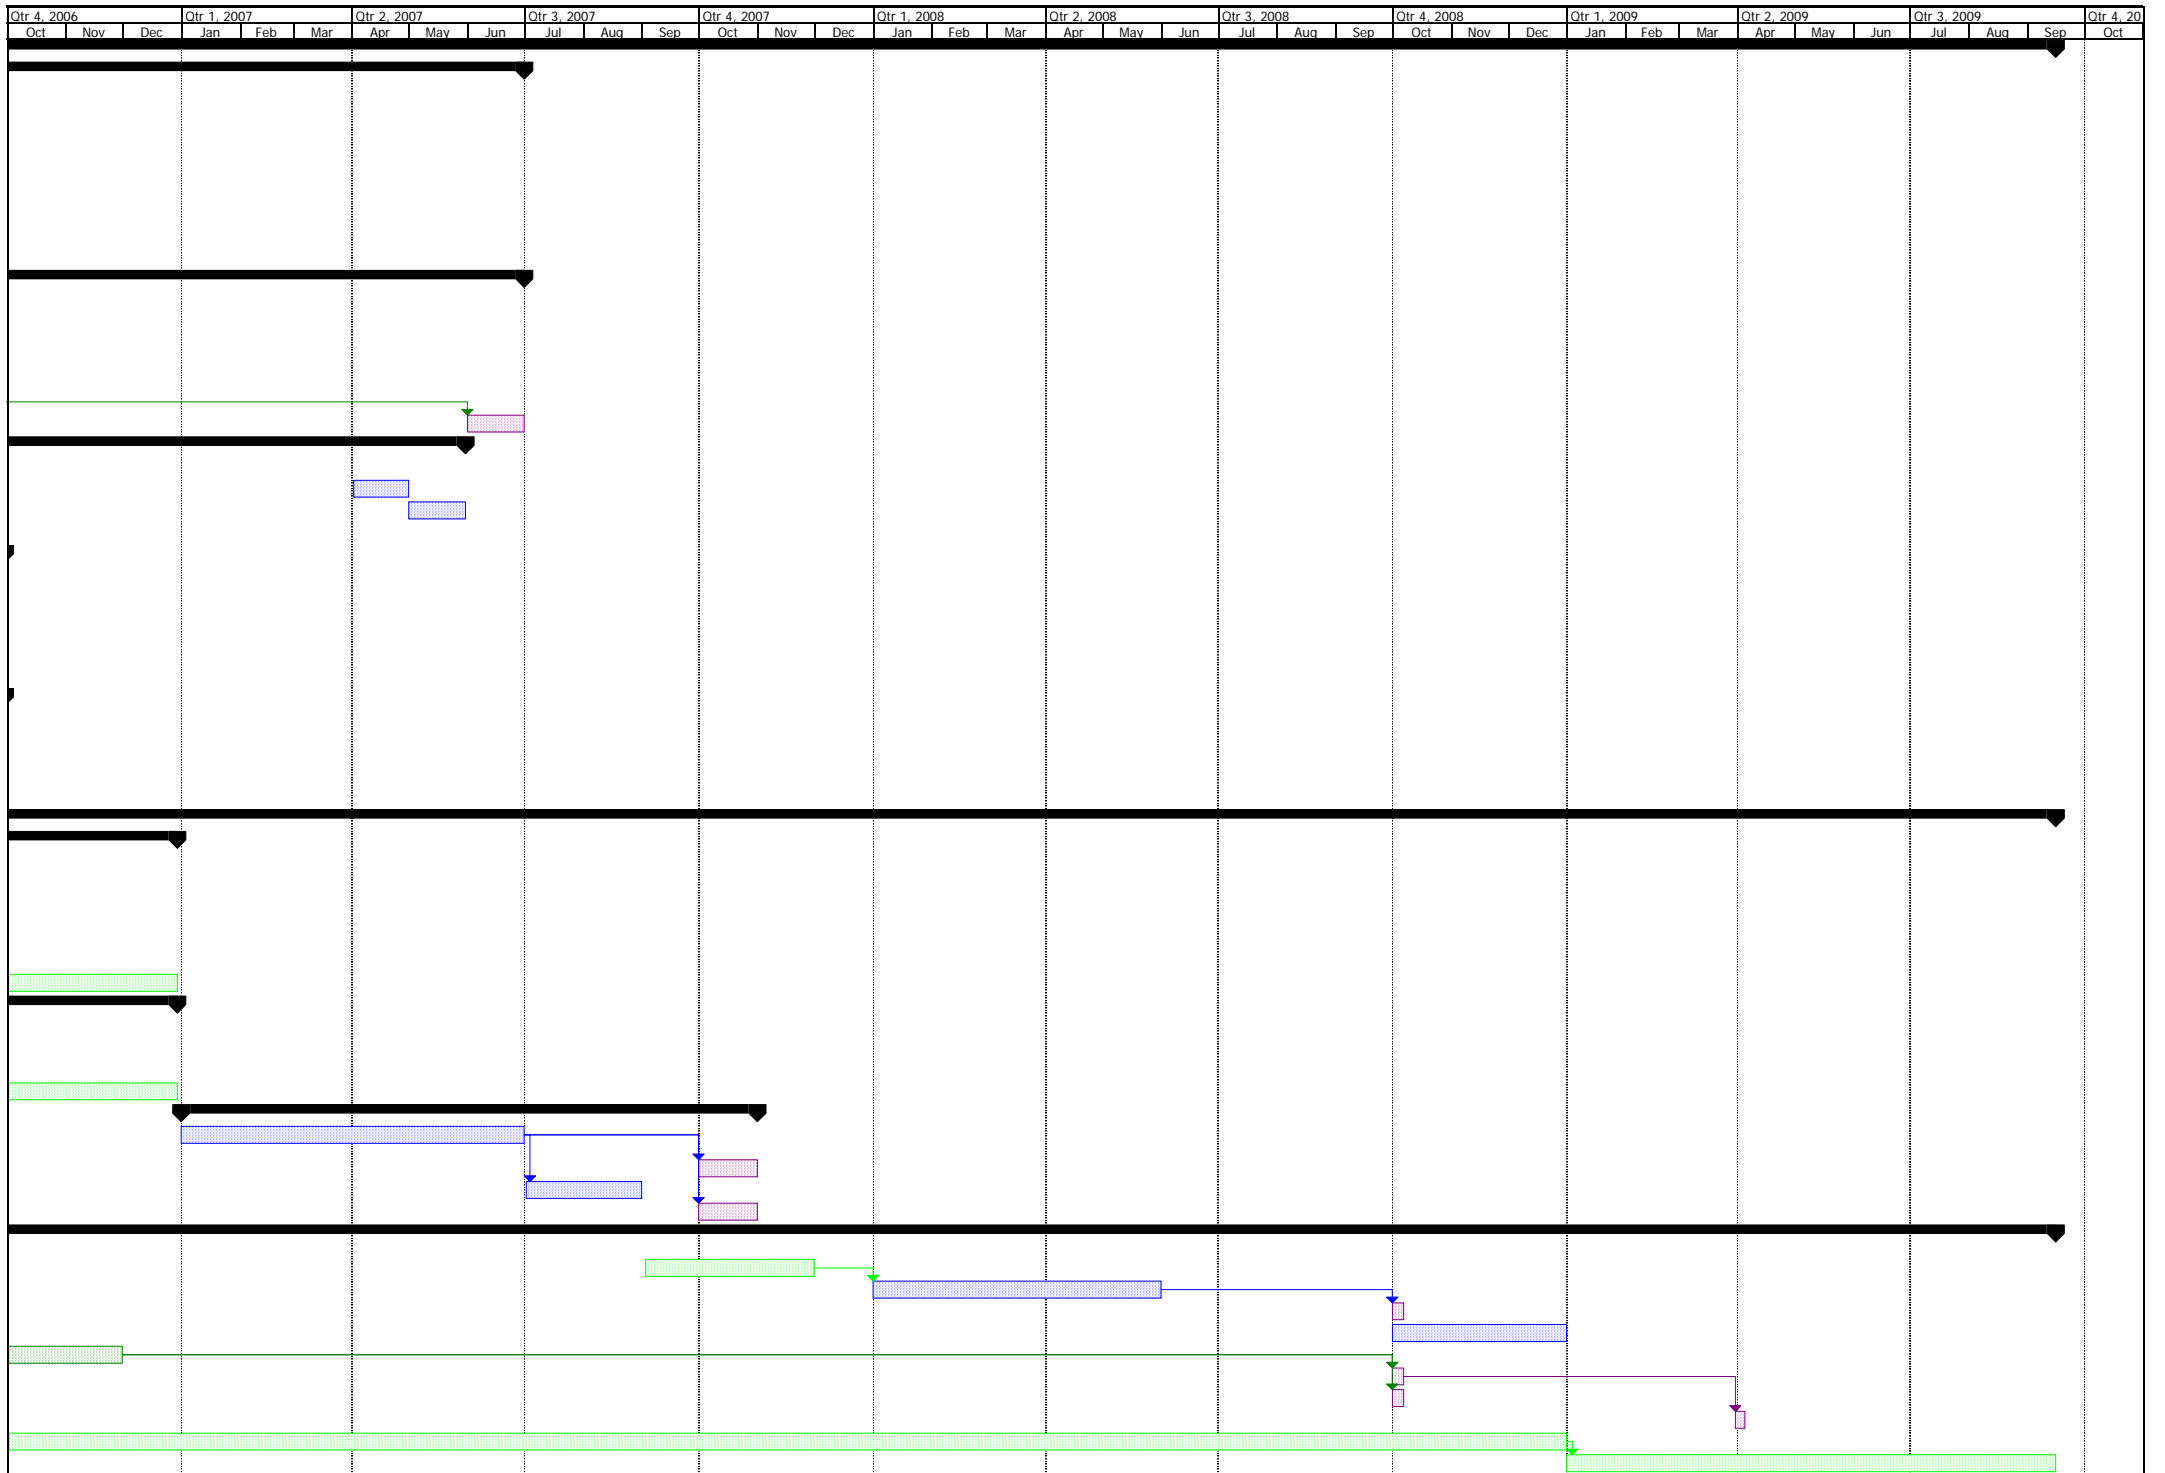 Qtr 4, 2006 Qtr 1, 2007 Qtr 2, 2007 Qtr 3, 2007 Qtr 4, 2007 Qtr 1, 2008 Qtr 2, 2008 Qtr 3, 2008 Qtr 4, 2008 Qtr 1, 2009 Qtr 2, 2009 Qtr 3, 2009 Qtr 4, 20
Oct Nov Dec Jan Feb Mar Apr May Jun Jul Aug Sep Oct Nov Dec Jan Feb Mar Apr May Jun Jul Aug Sep Oct Nov Dec Jan Feb Mar Apr May Jun Jul Aug Sep Oct